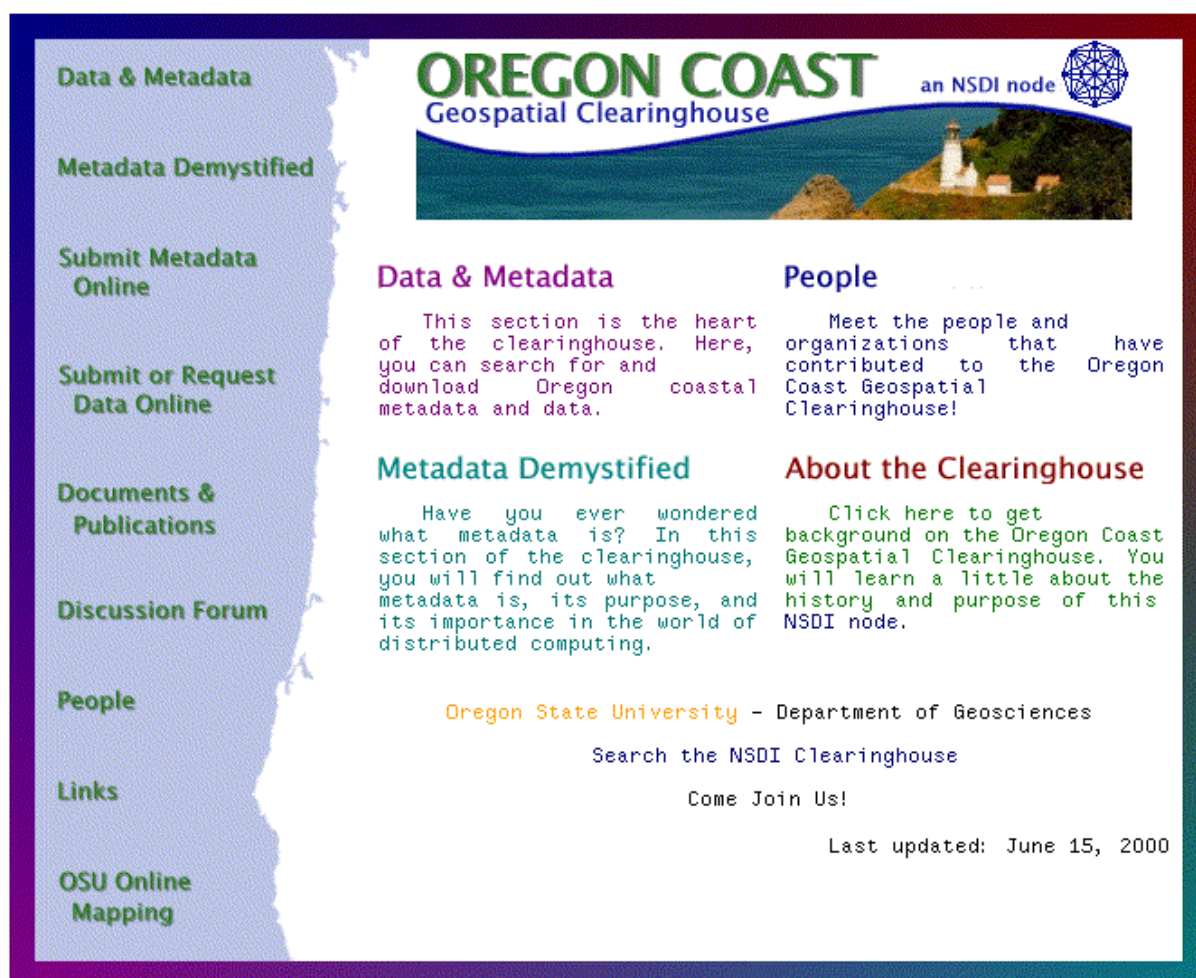 Data & Metadata
Metadata Demystified
Submit Metadata
Online
Submit or Request
Data Online
Documents &
Publications
Discussion Forum
People
Links
OSU Online
Mapping
OREGON COAST
an NSDI node
Geospatial Clearinghouse
Data & Metadata
This section is the heart
of the clearinghouse. Here,
you can search for and
download Oregon coastal
metadata and data.
People
Meet the people and
organizations that have
contributed to the Oregon
Coast Geospatial
Clearinghouse!
Metadata Demystified
Have you ever wondered
what metadata is? In this
section of the clearinghouse,
you will find out what
metadata is, its purpose, and
its importance in the world of
distributed computing.
About the Clearinghouse
Click here to get
background on the Oregon Coast
Geospatial Clearinghouse. You
will learn a little about the
history and purpose of this
NSDI node.
Oregon State University – Department of Geosciences
Search the NSDI Clearinghouse
Come Join Us!
Last updated: June 15, 2000